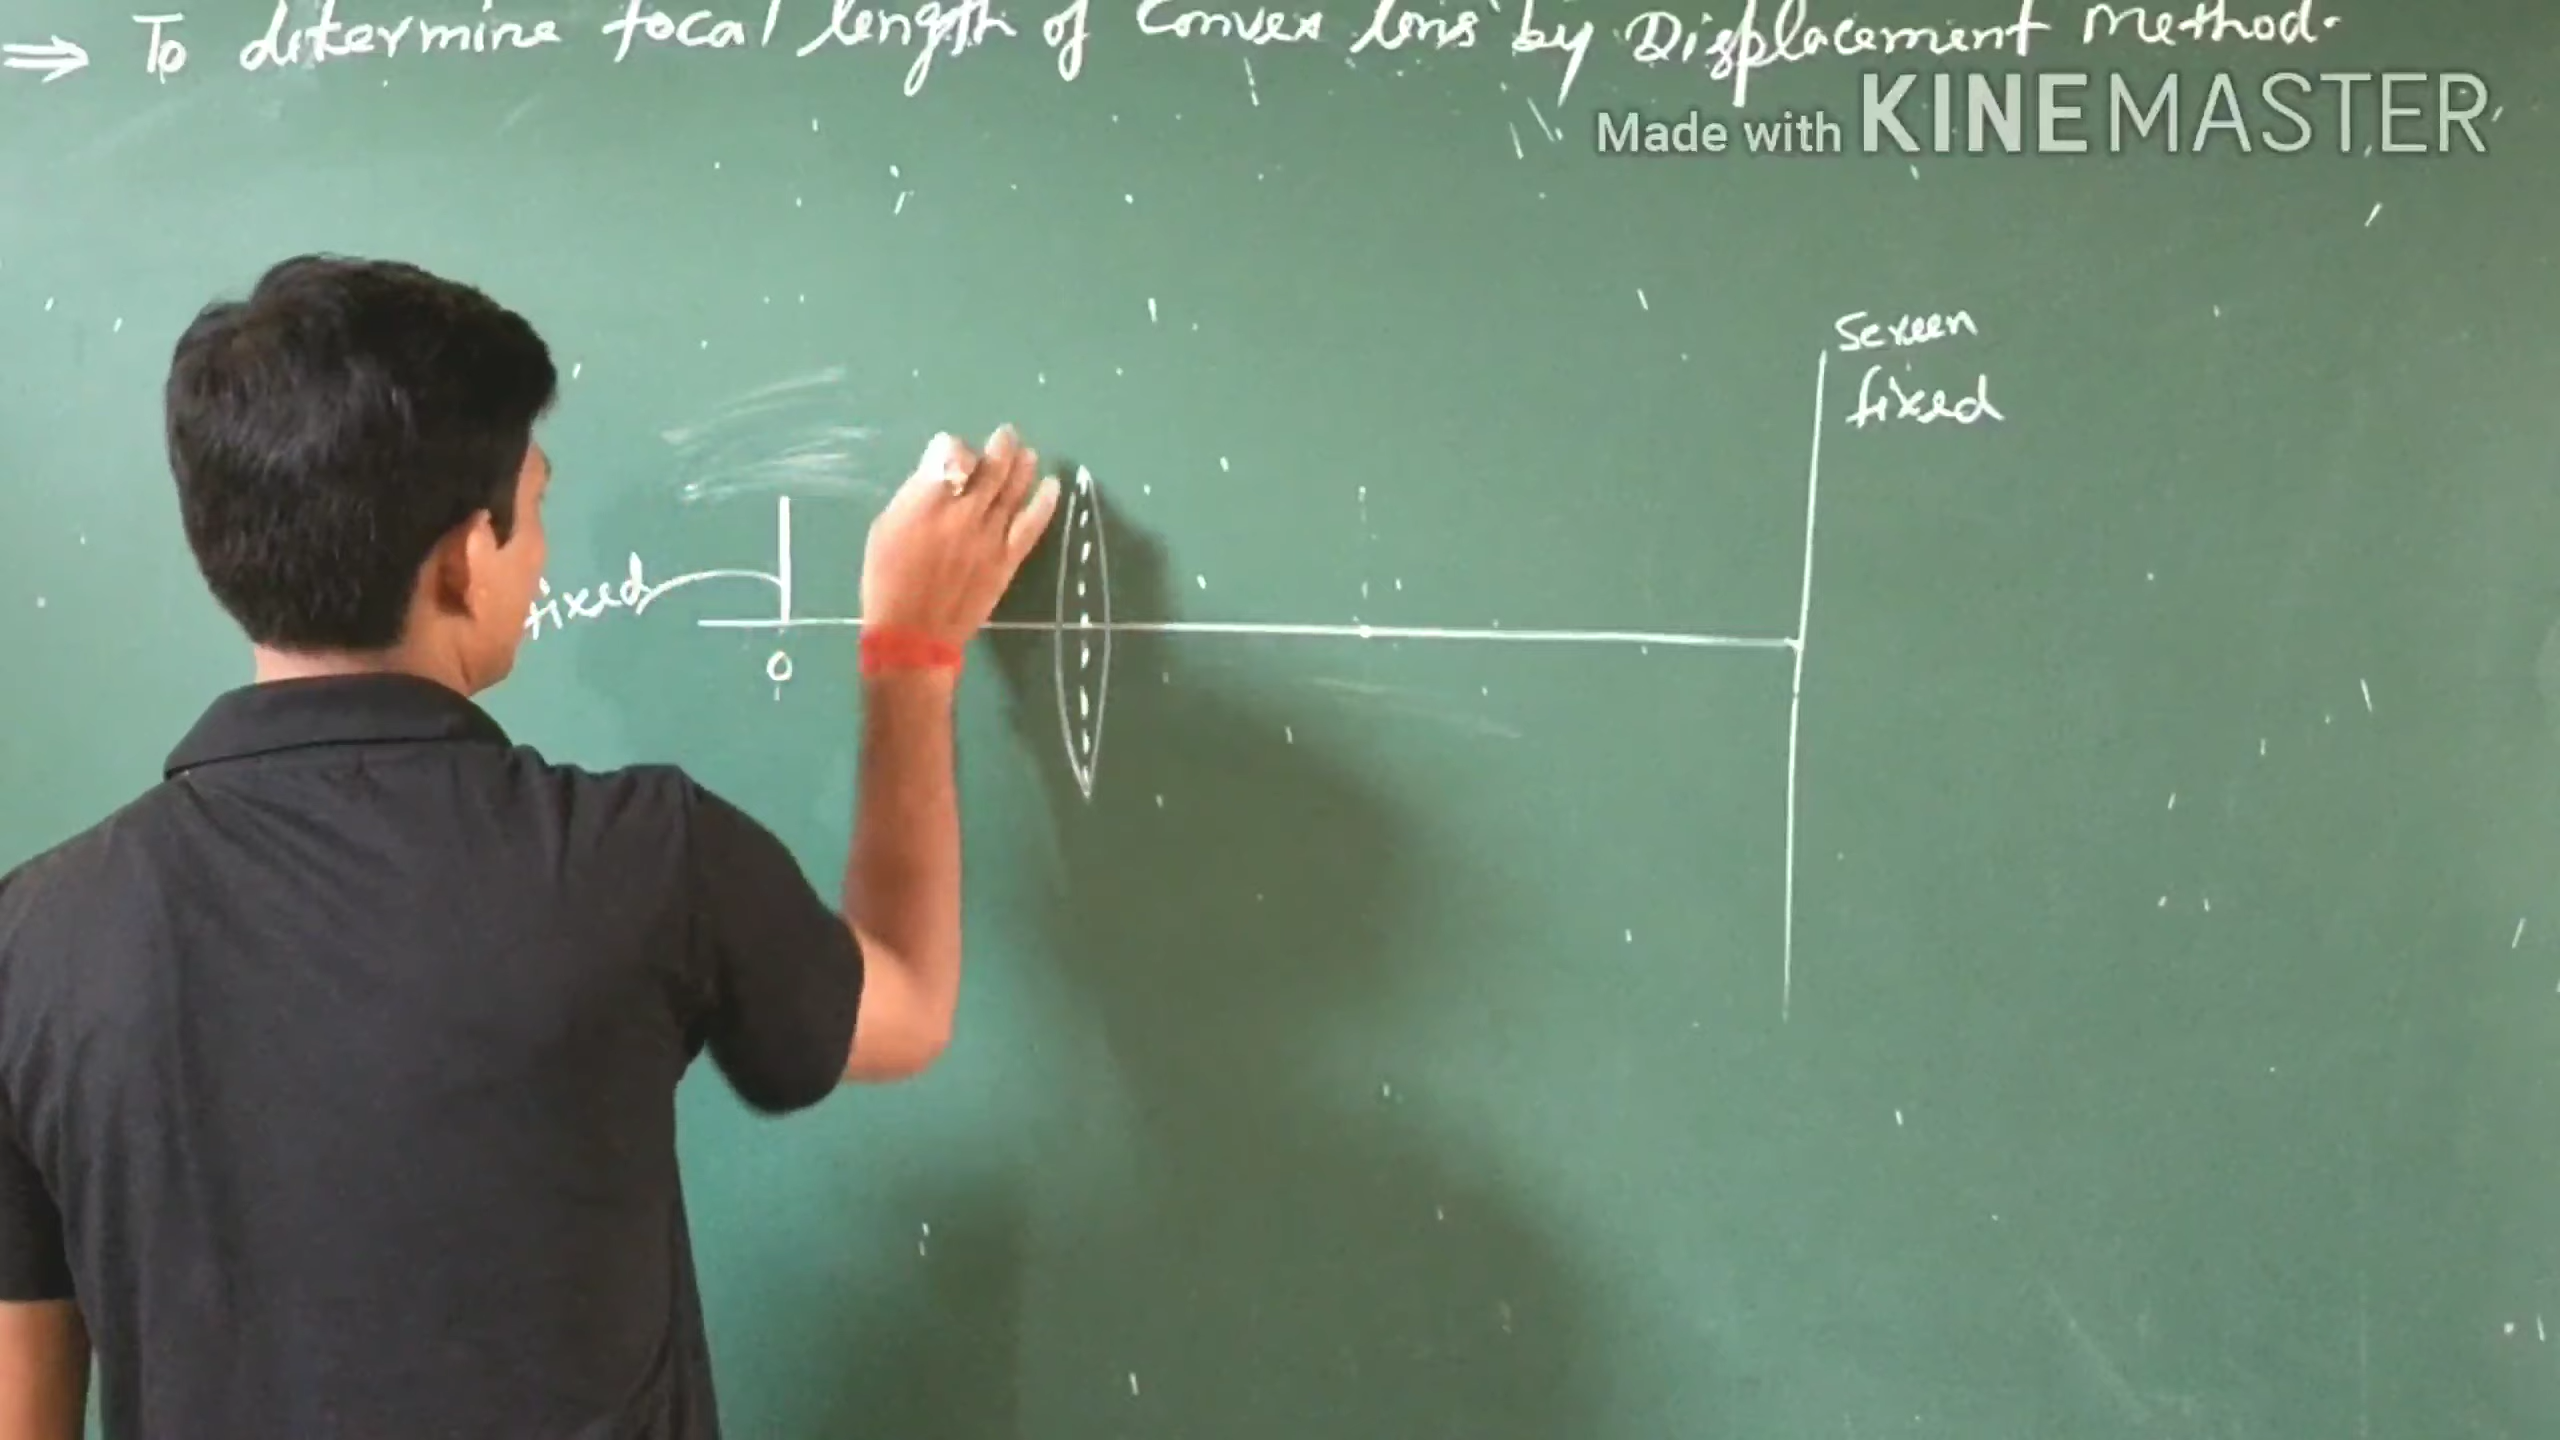 ⇒ To determine focal length of Convex lens by Displacement Method.
Made with KINEMASTER
Screen
fixed
fixed
O